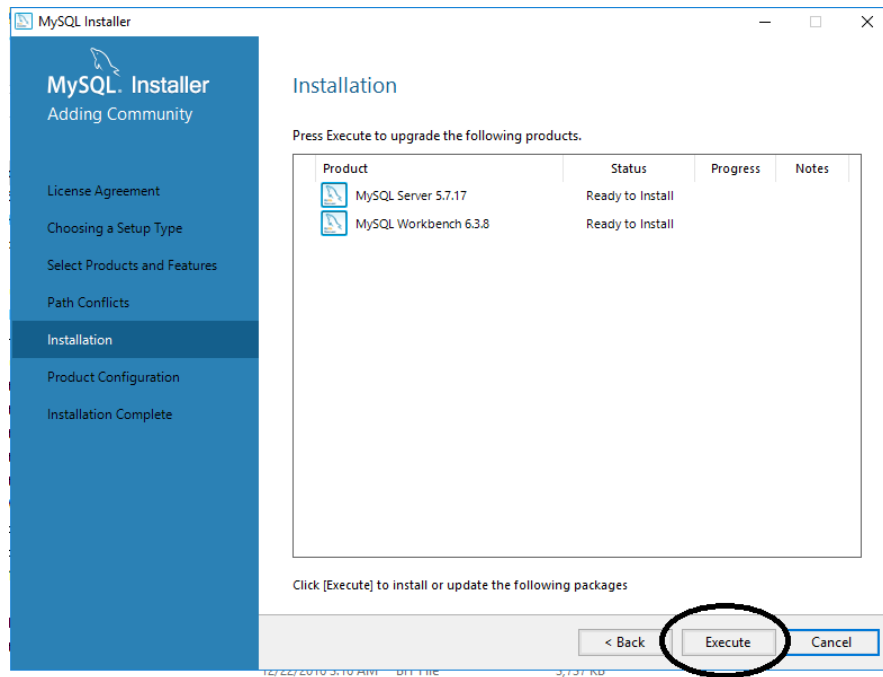 MySQL Installer
MySQL. Installer
Adding Community
License Agreement
Choosing a Setup Type
Select Products and Features
Path Conflicts
Installation
Product Configuration
Installation Complete
Installation
Press Execute to upgrade the following products.
Product Status Progress Notes
MySQL Server 5.7.17 Ready to Install
MySQL Workbench 6.3.8 Ready to Install
Click [Execute] to install or update the following packages
< Back Execute Cancel